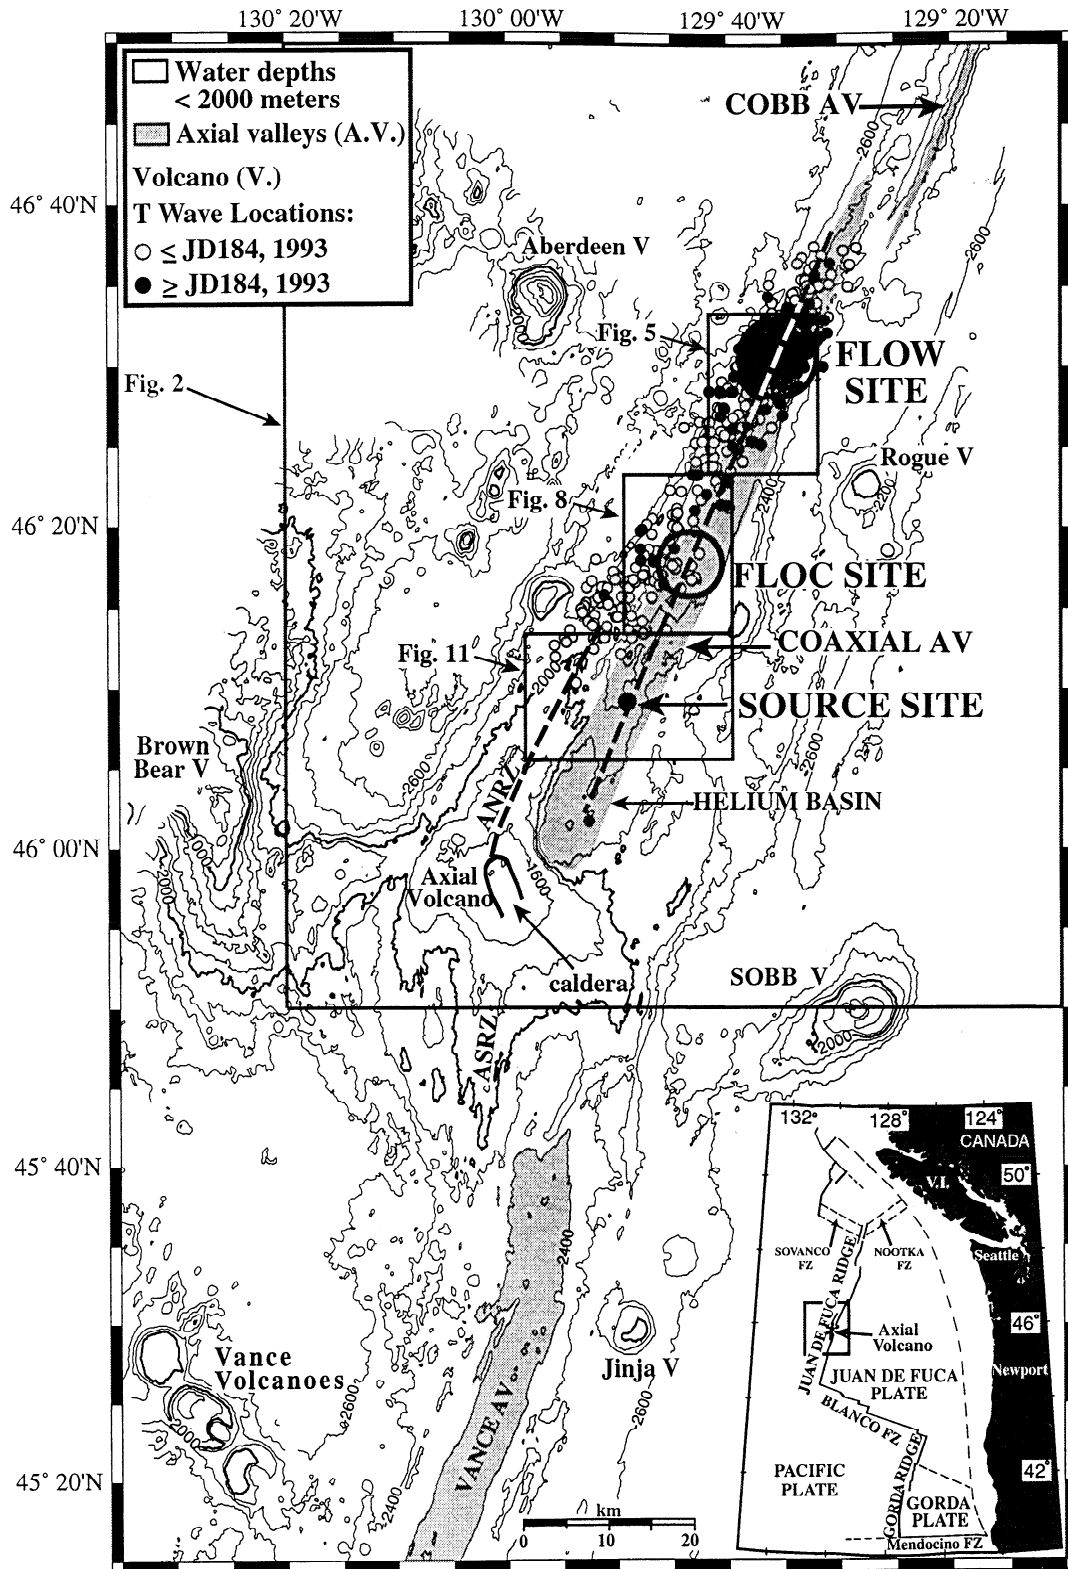 130° 20'W
130° 00'W
129° 40'W
129° 20'W
Water depths
< 2000 meters
Axial valleys (A.V.)
Volcano (V.)
T Wave Locations:
≤ JD184, 1993
≥ JD184, 1993
COBB AV
2600
46° 40'N
Aberdeen V
2600
2000
Fig. 5
FLOW
SITE
Fig. 2
Rogue V
2400
2200
Fig. 8
46° 20'N
FLOC SITE
Fig. 11
COAXIAL AV
2000
SOURCE SITE
Brown
Bear V
2600
2600
ANRZ
HELIUM BASIN
1000
46° 00'N
Axial
Volcano
1600
2000
caldera
SOBB V
2000
ASRZ
45° 40'N
2400
Vance
Volcanoes
Jinja V
2000
2600
2600
VANCE AV
2400
45° 20'N
km
0
10
20
132°
128°
124°
CANADA
50°
V.I.
SOVANCO
FZ
NOOTKA
FZ
Seattle
JUAN DE FUCA RIDGE
46°
Axial
Volcano
Newport
JUAN DE FUCA
PLATE
BLANCO FZ
PACIFIC
PLATE
42°
GORDA RIDGE
GORDA
PLATE
Mendocino FZ